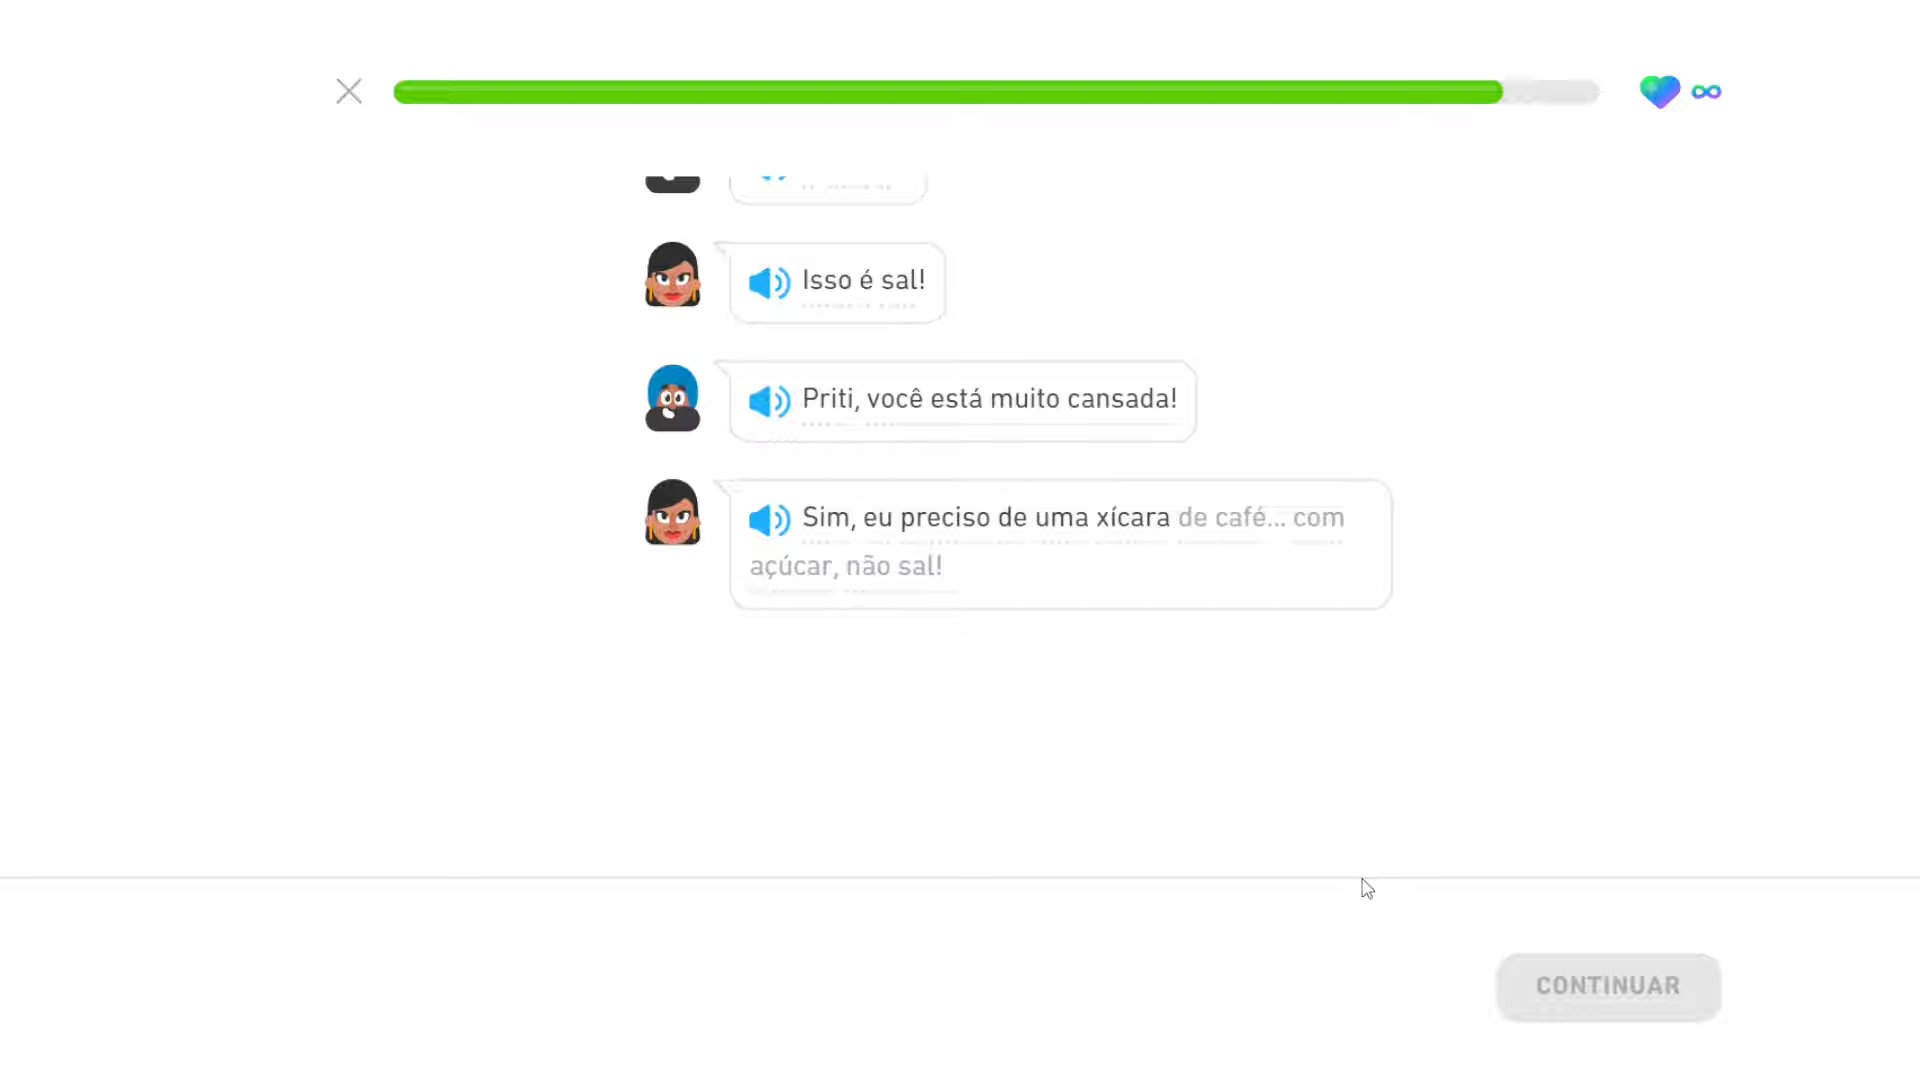 Isso é sal!
Priti, você está muito cansada!
Sim, eu preciso de uma xícara de café... com
açúcar, não sal!
CONTINUAR